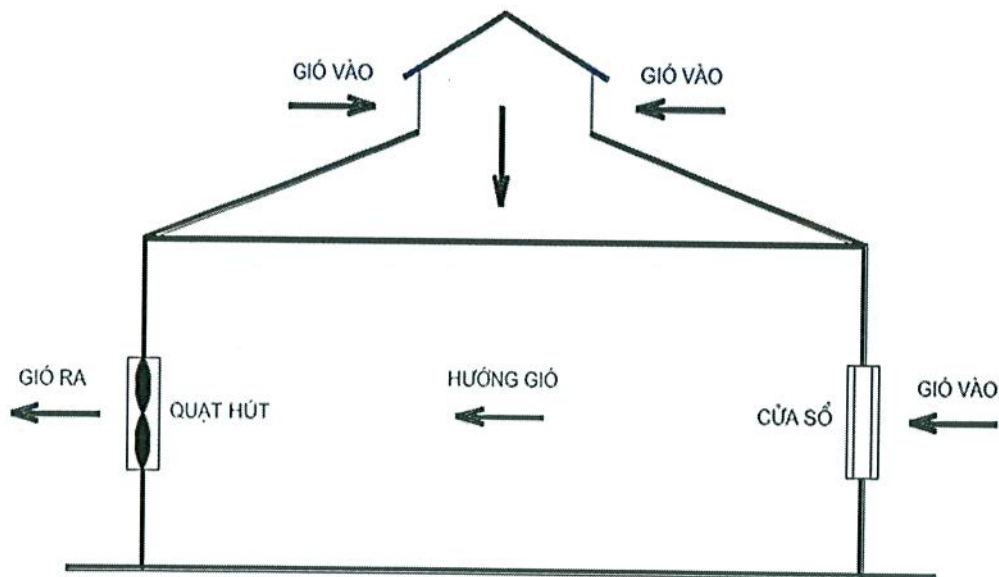 GIÓ VÀO
GIÓ VÀO
GIÓ RA
QUẠT HÚT
HƯỚNG GIÓ
CỬA SỔ
GIÓ VÀO